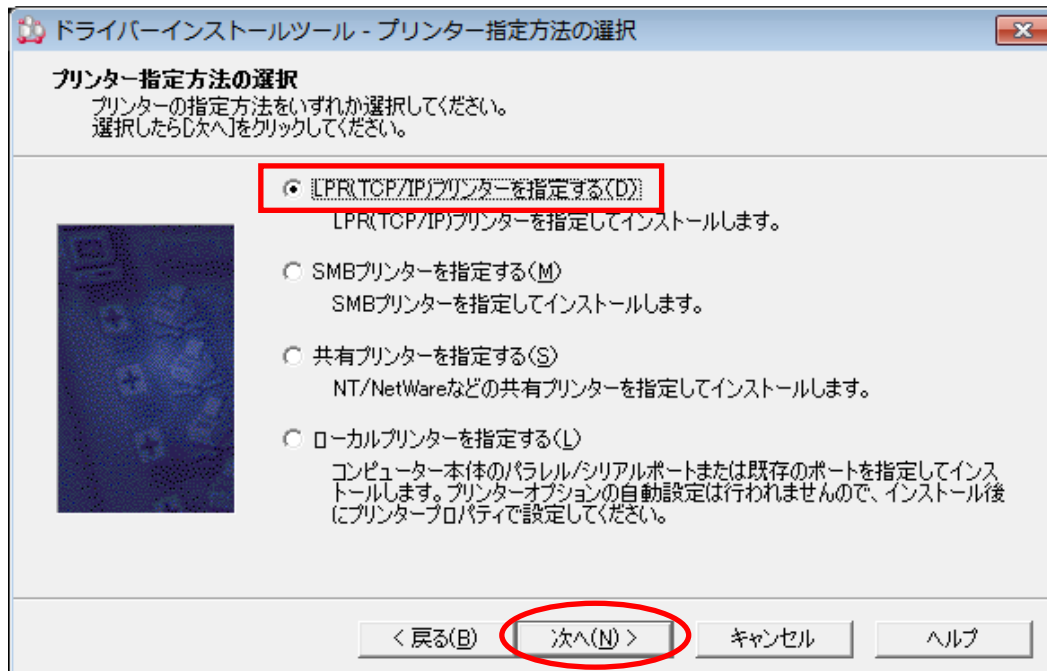 ドライバーインストールツール - プリンター指定方法の選択
プリンター指定方法の選択
プリンターの指定方法をいずれか選択してください。
選択したら[次へ]をクリックしてください。
LPR(TCP/IP)プリンターを指定する(D)
LPR(TCP/IP)プリンターを指定してインストールします。
SMBプリンターを指定する(M)
SMBプリンターを指定してインストールします。
共有プリンターを指定する(S)
NT/NetWareなどの共有プリンターを指定してインストールします。
ローカルプリンターを指定する(L)
コンピューター本体のパラレル/シリアルポートまたは既存のポートを指定してインス
トールします。プリンターオプションの自動設定は行われませんので、インストール後
にプリンタープロパティで設定してください。
< 戻る(B) 次へ(N) > キャンセル ヘルプ